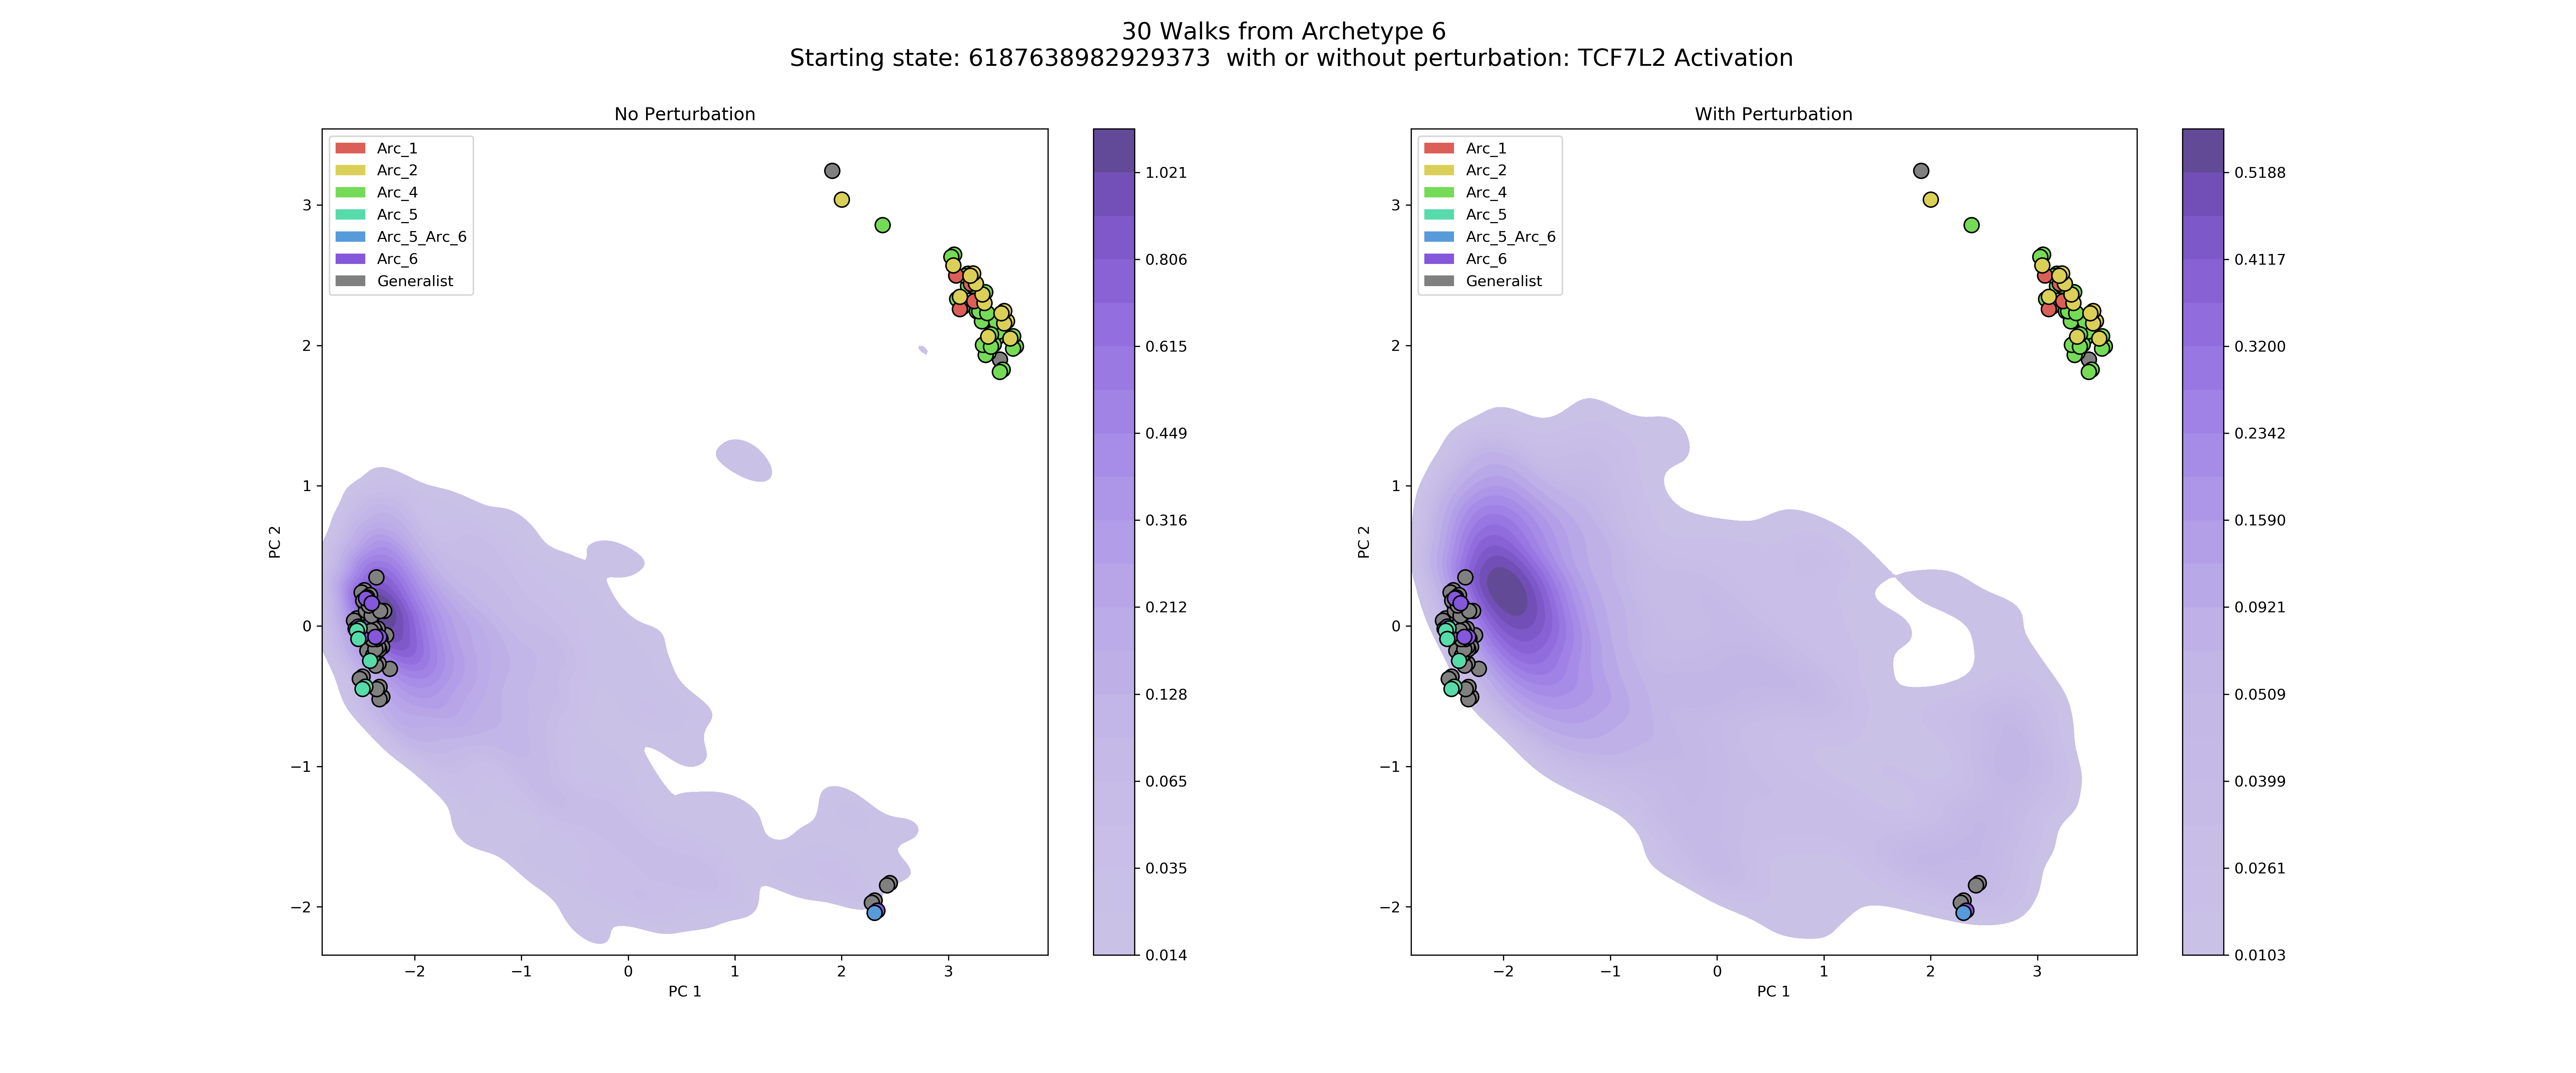 30 Walks from Archetype 6
Starting state: 6187638982929373  with or without perturbation: TCF7L2 Activation
No Perturbation
Arc_1
Arc_2
Arc_4
Arc_5
Arc_5_Arc_6
Arc_6
Generalist
3
2
1
0
−1
−2
PC 2
−2
−1
0
1
2
3
PC 1
1.021
0.806
0.615
0.449
0.316
0.212
0.128
0.065
0.035
0.014
With Perturbation
Arc_1
Arc_2
Arc_4
Arc_5
Arc_5_Arc_6
Arc_6
Generalist
3
2
1
0
−1
−2
PC 2
−2
−1
0
1
2
3
PC 1
0.5188
0.4117
0.3200
0.2342
0.1590
0.0921
0.0509
0.0399
0.0261
0.0103